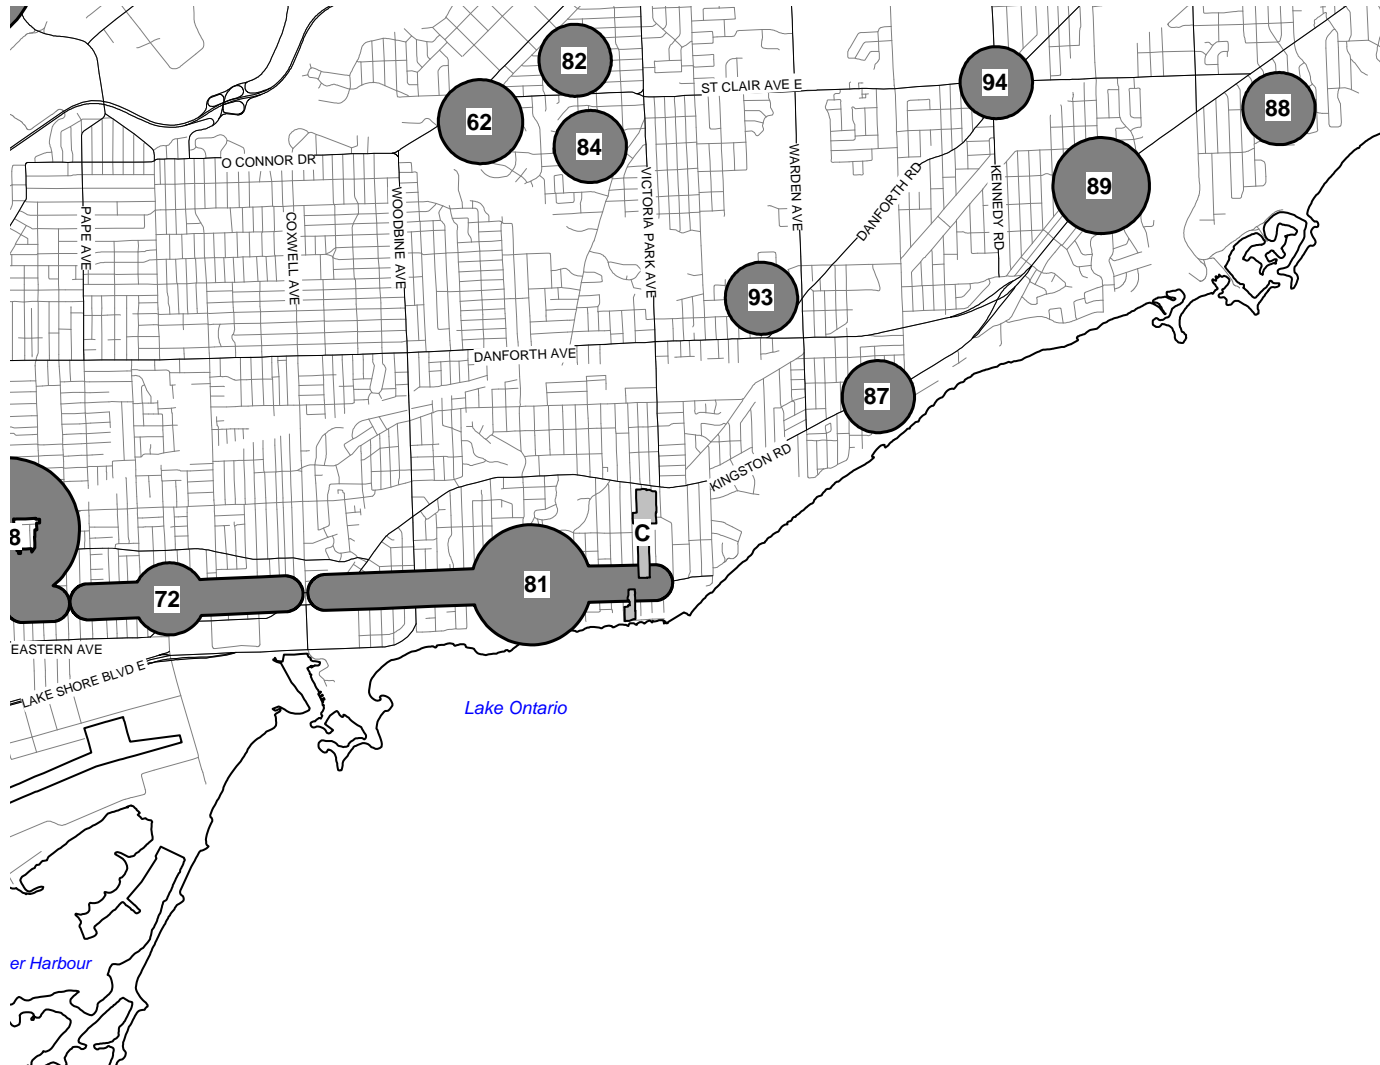 82
ST CLAIR AVE E
94
88
62
84
O CONNOR DR
PAPE AVE
COXWELL AVE
WOODBINE AVE
VICTORIA PARK AVE
WARDEN AVE
DANFORTH RD
KENNEDY RD
89
93
DANFORTH AVE
87
KINGSTON RD
8
C
72
81
EASTERN AVE
LAKE SHORE BLVD E
Lake Ontario
er Harbour